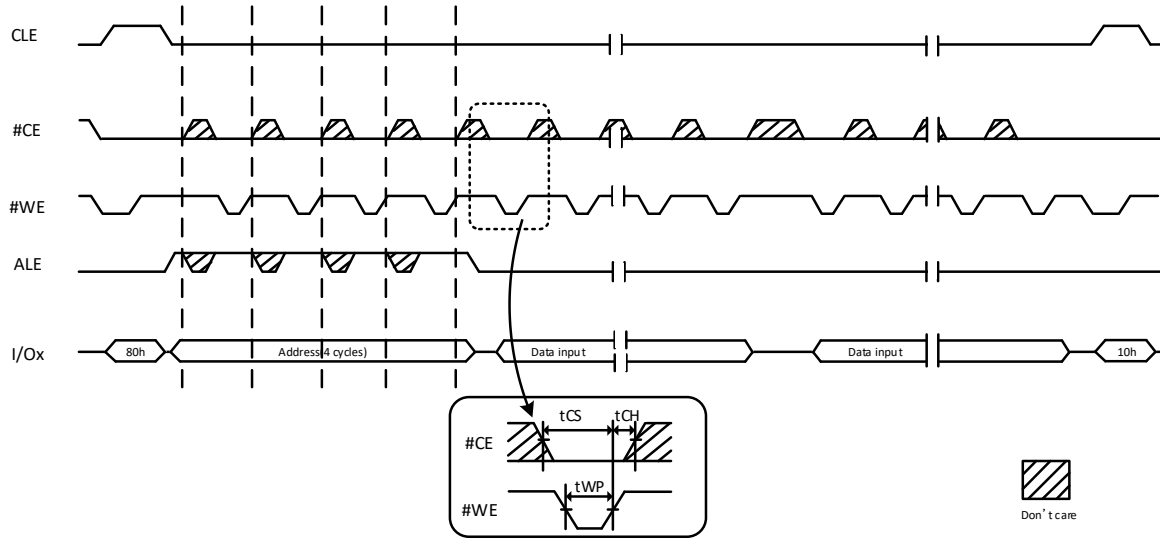 CLE
#CE
#WE
ALE
I/Ox
80h
Address(4 cycles)
Data input
Data input
10h
tCS
tCH
#CE
tWP
#WE
Don't care